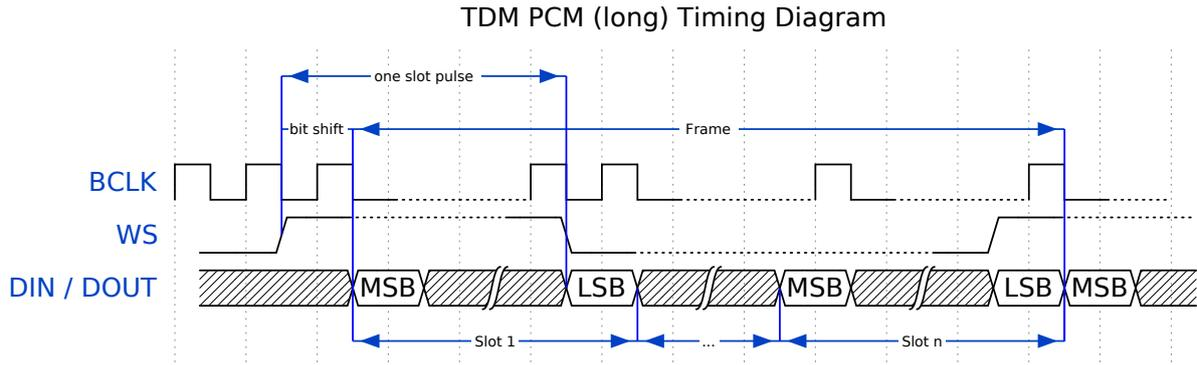 TDM PCM (long) Timing Diagram
one slot pulse
bit shift
Frame
BCLK
WS
DIN / DOUT
MSB
LSB
MSB
LSB
MSB
Slot 1
...
Slot n